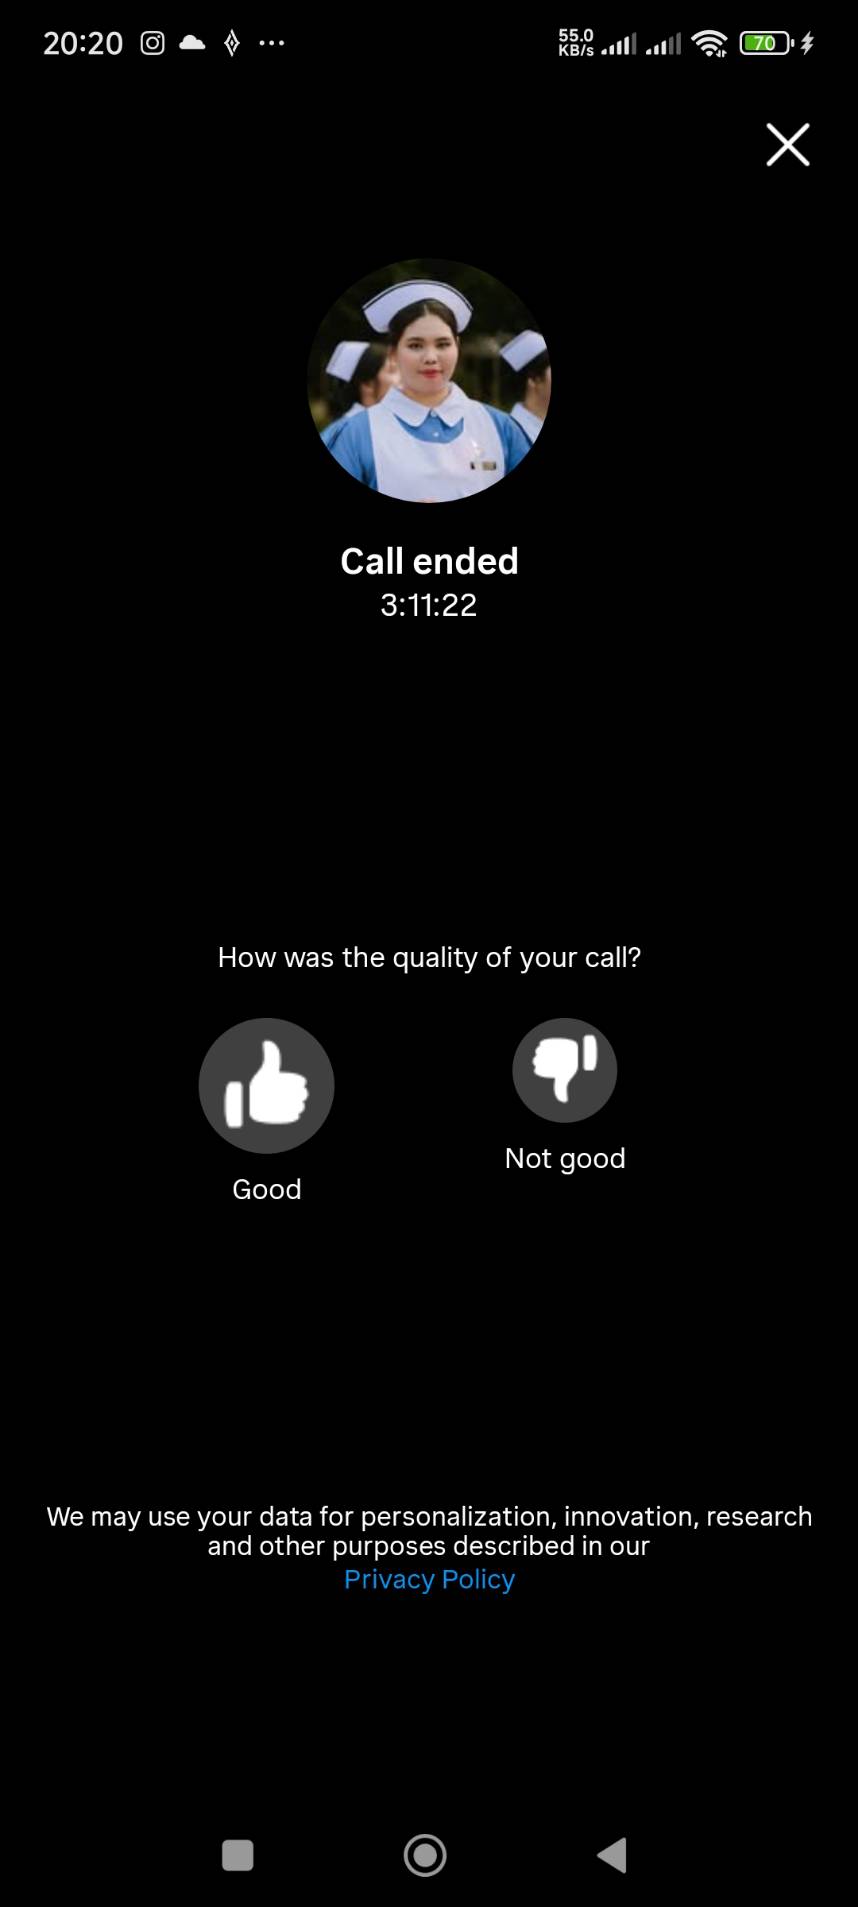 20:20
55.0
KB/s
70
Call ended
3:11:22
How was the quality of your call?
Good
Not good
We may use your data for personalization, innovation, research
and other purposes described in our
Privacy Policy